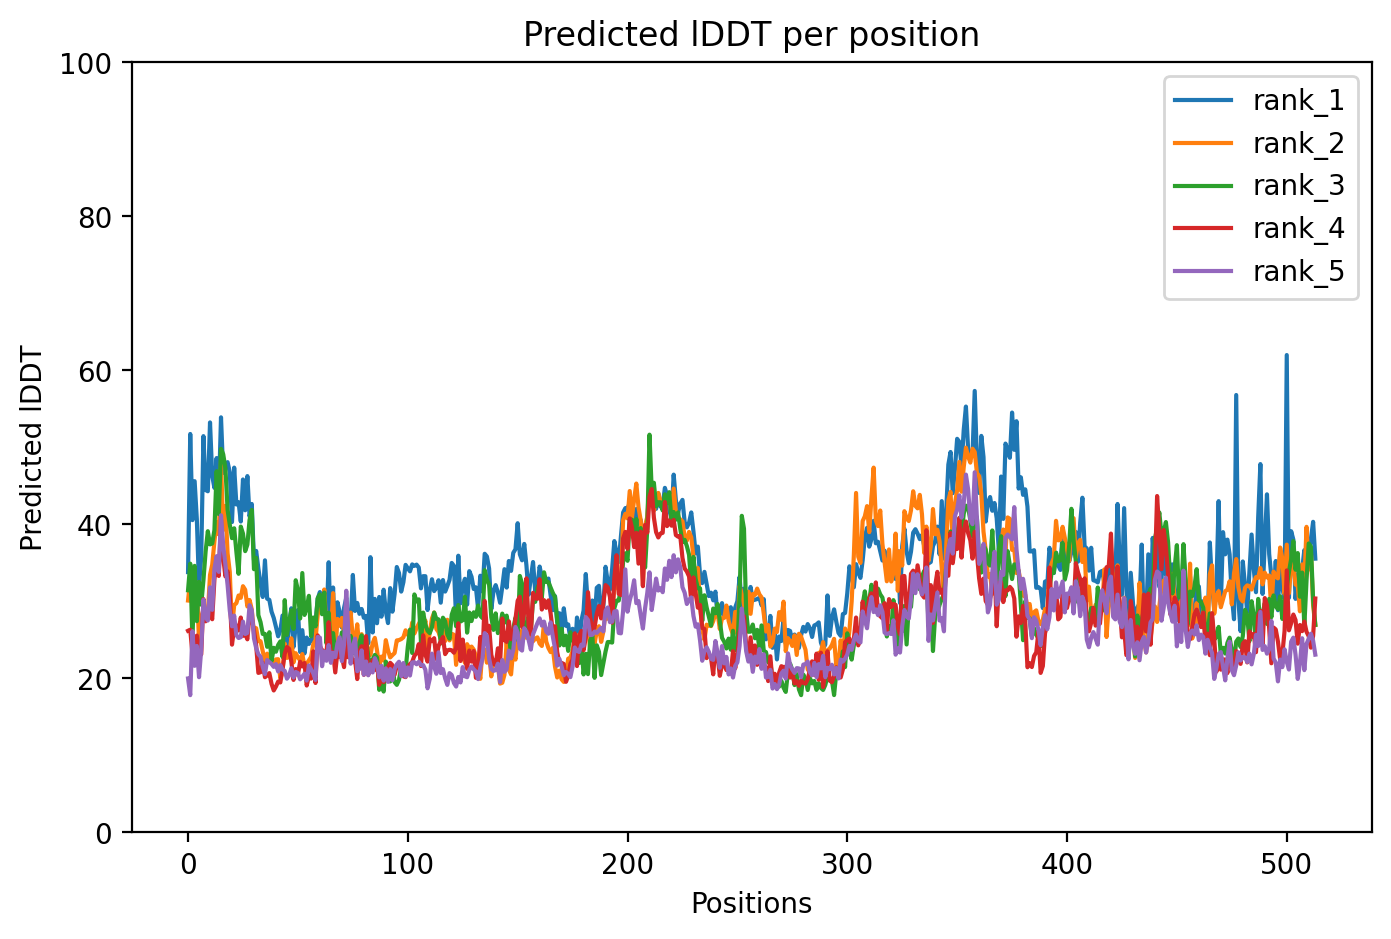 Predicted lDDT per position
Predicted lDDT
100
80
60
40
20
0
rank_1
rank_2
rank_3
rank_4
rank_5
0 100 200 300 400 500
Positions